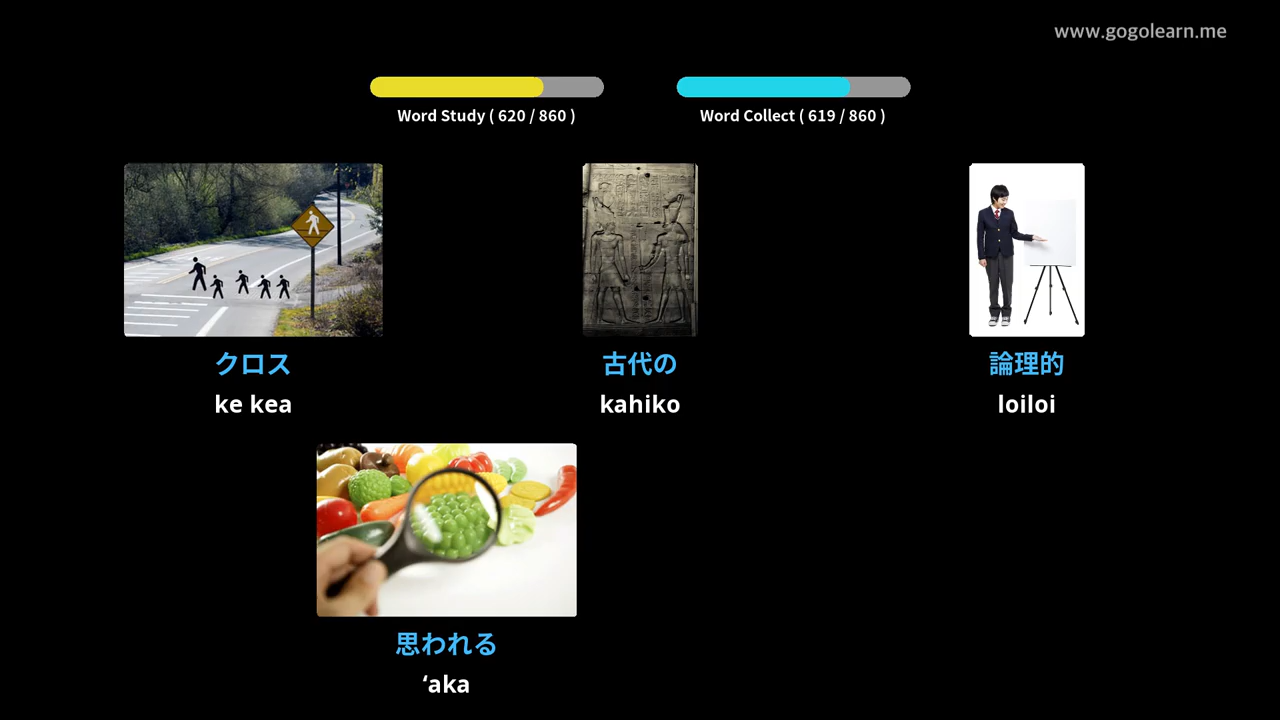 www.gogolearn.me
Word Study ( 620 / 860 )
Word Collect ( 619 / 860 )
クロス
ke kea
古代の
kahiko
論理的
loiloi
思われる
ʻaka